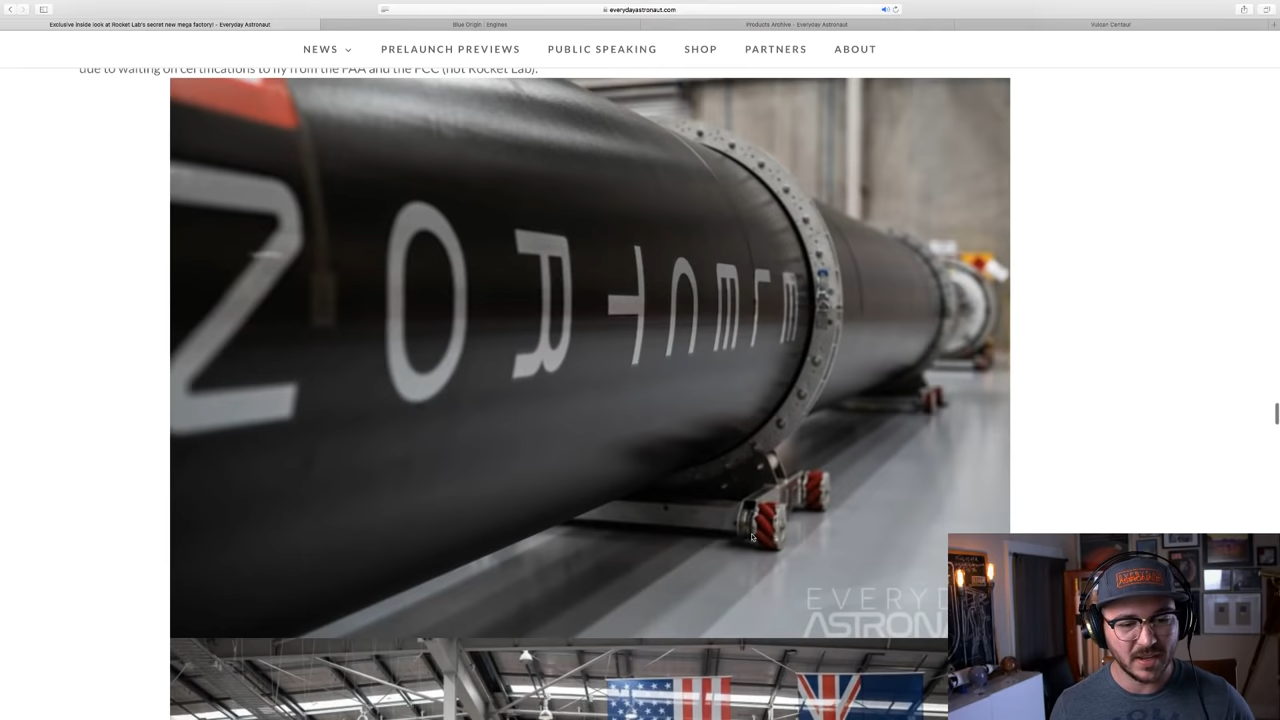 everydayastronaut.com
Exclusive inside look at Rocket Lab's secret new mega factory! - Everyday Astronaut
Blue Origin | Engines
Products Archive - Everyday Astronaut
Vulcan Centaur
NEWS
PRELAUNCH PREVIEWS
PUBLIC SPEAKING
SHOP
PARTNERS
ABOUT
due to waiting on certifications to fly from the FAA and the FCC (not Rocket Lab).
ELECTRON
EVERYD
ASTRON